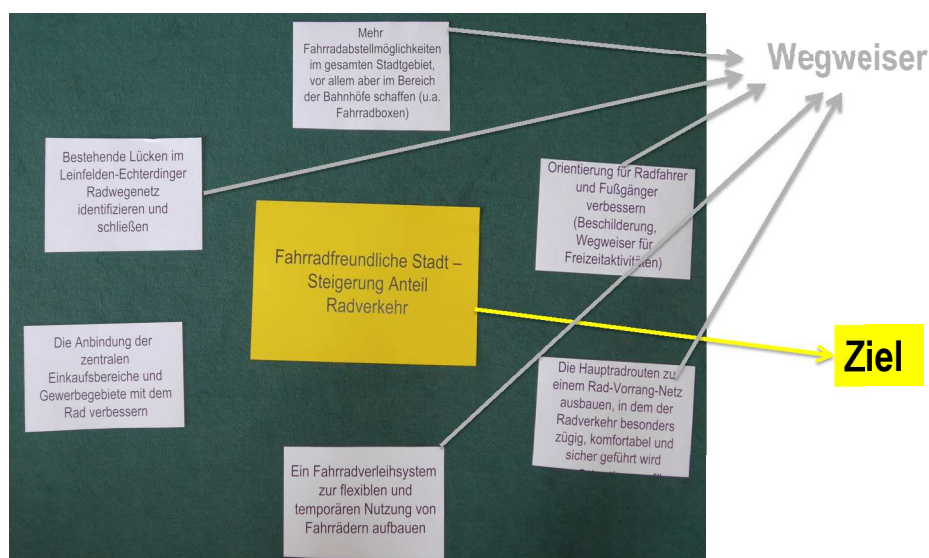 Mehr
Fahrradabstellmöglichkeiten
im gesamten Stadtgebiet,
vor allem aber im Bereich
der Bahnhöfe schaffen (u.a.
Fahrradboxen)
Wegweiser
Bestehende Lücken im
Leinfelden-Echterdinger
Radwegenetz
identifizieren und
schließen
Orientierung für Radfahrer
und Fußgänger
verbessern
(Beschilderung,
Wegweiser für
Freizeitaktivitäten)
Fahrradfreundliche Stadt –
Steigerung Anteil
Radverkehr
Ziel
Die Anbindung der
zentralen
Einkaufsbereiche und
Gewerbegebiete mit dem
Rad verbessern
Die Hauptradrouten zu
einem Rad-Vorrang-Netz
ausbauen, in dem der
Radverkehr besonders
zügig, komfortabel und
sicher geführt wird
Ein Fahrradverleihsystem
zur flexiblen und
temporären Nutzung von
Fahrrädern aufbauen